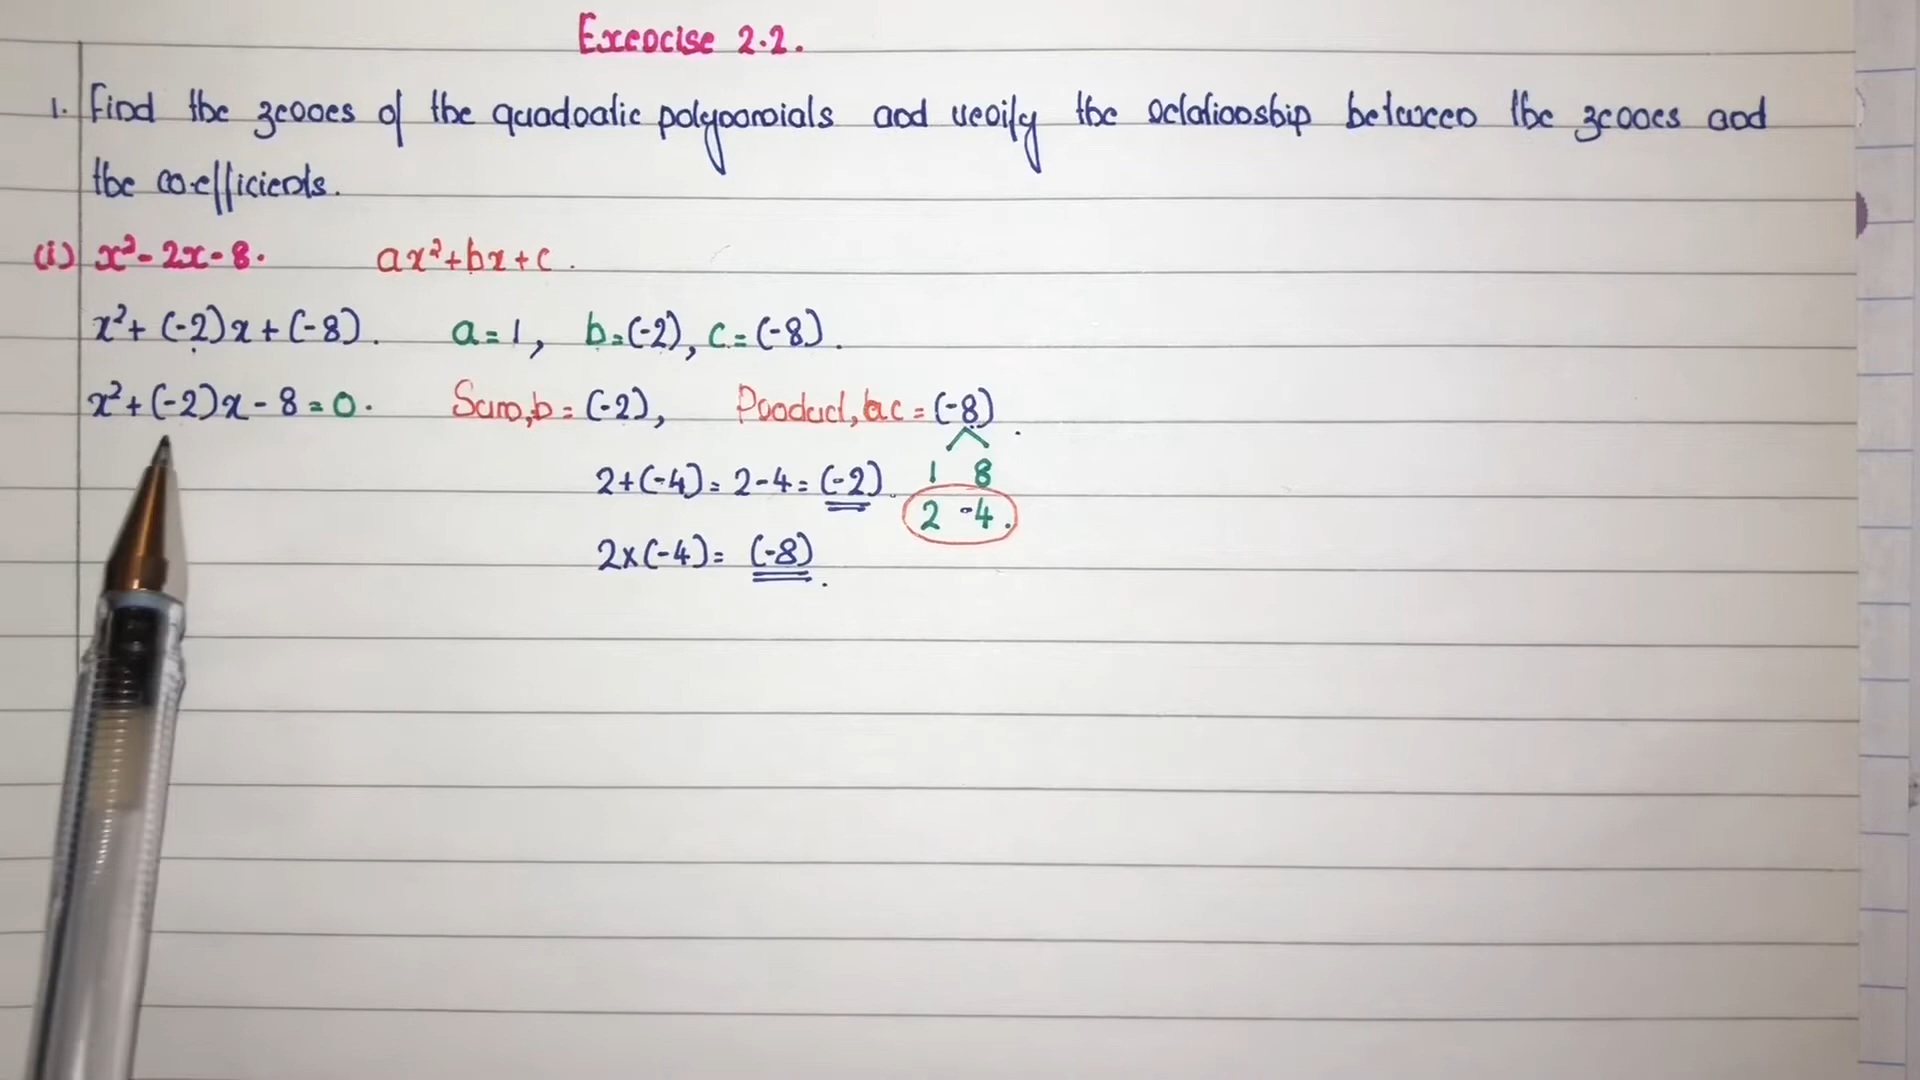 Exercise 2.2.
1. Find the zeroes of the quadratic polynomials and verify the relationship between the zeroes and
the co-efficients.
(i) x²-2x-8. ax²+bx+c.
x²+(-2)x+(-8). a=1, b=(-2), c=(-8).
x²+(-2)x-8=0. Sum,b=(-2), Product,ac=(-8).
2+(-4)=2-4=(-2). 1 8
2 -4.
2x(-4)=(-8).